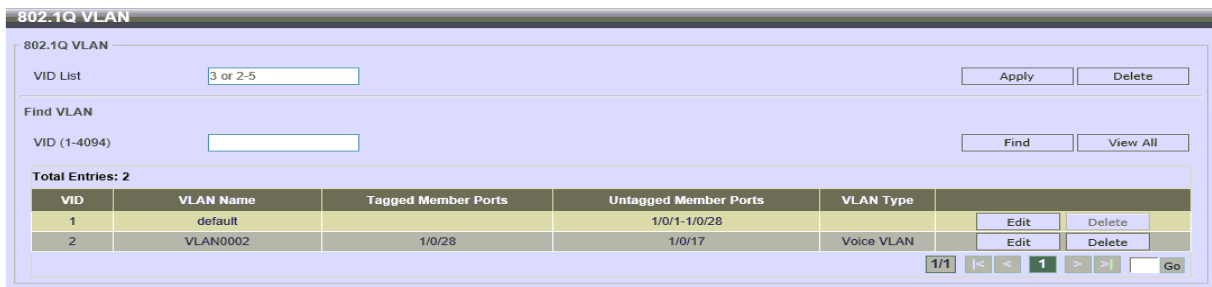 802.1Q VLAN
802.1Q VLAN
VID List 3 or 2-5 Apply Delete
Find VLAN
VID (1-4094) Find View All
Total Entries: 2
VID VLAN Name Tagged Member Ports Untagged Member Ports VLAN Type
1 default 1/0/1-1/0/28 Edit Delete
2 VLAN0002 1/0/28 1/0/17 Voice VLAN Edit Delete
1/1 |< < 1 > >| Go